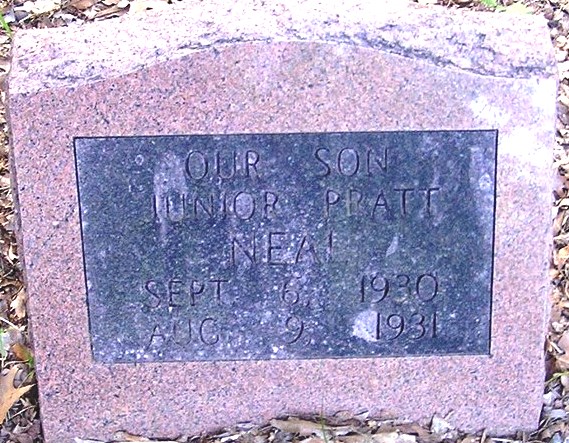 OUR SON
JUNIOR PRATT
NEAL
SEPT. 6, 1930
AUG. 9, 1931